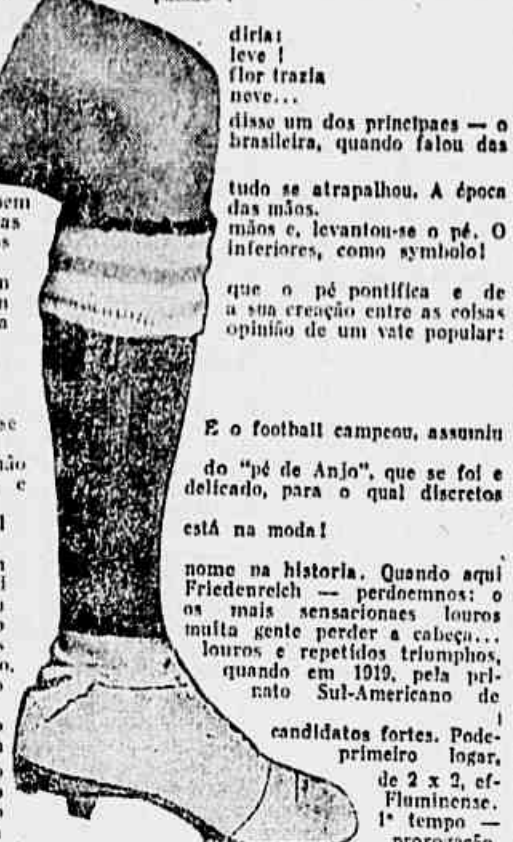 diria:
leve !
flor trazia
neve...
disse um dos principaes — o
brasileira, quando falou das
tudo se atrapalhou. A época
das mãos.
mãos e, levantou-se o pé. O
inferiores, como symbolo!
que o pé pontifica e de
a sua creação entre as coisas
opinião de um vate popular:
E o football campeou, assumiu
do "pé de Anjo", que se foi e
delicado, para o qual discretos
estÁ na moda!
nome na historia. Quando aqui
Friedenreich — perdoemnos: o
os mais sensacionaes louros
muita gente perder a cabeça...
louros e repetidos triumphos,
quando em 1919, pela pri-
nato Sul-Americano de
candidatos fortes. Pode-
primeiro logar,
de 2 x 2, ef-
Fluminense.
1º tempo —
prorogação